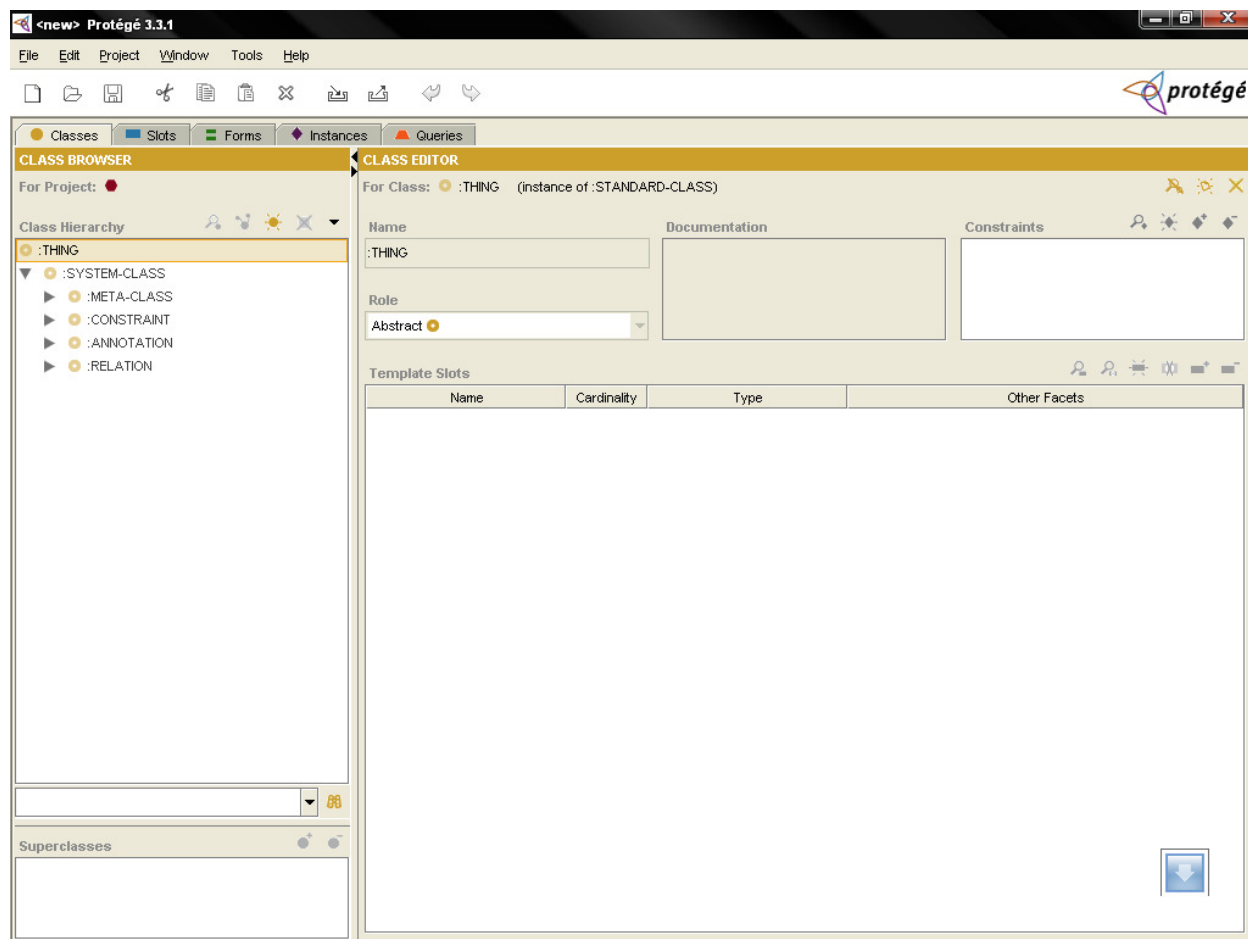 <new> Protégé 3.3.1
File Edit Project Window Tools Help
protégé
Classes Slots Forms Instances Queries
CLASS BROWSER
For Project:
Class Hierarchy
:THING
:SYSTEM-CLASS
:META-CLASS
:CONSTRAINT
:ANNOTATION
:RELATION
Superclasses
CLASS EDITOR
For Class: :THING (instance of :STANDARD-CLASS)
Name Documentation Constraints
:THING
Role
Abstract
Template Slots
Name Cardinality Type Other Facets